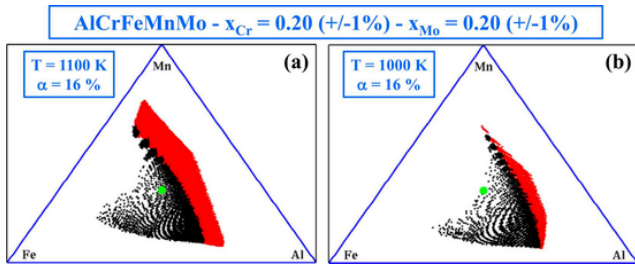 AlCrFeMnMo - xCr = 0.20 (+/-1%) - xMo = 0.20 (+/-1%)
T = 1100 K
α = 16 %
Mn
(a)
Fe
Al
T = 1000 K
α = 16 %
Mn
(b)
Fe
Al